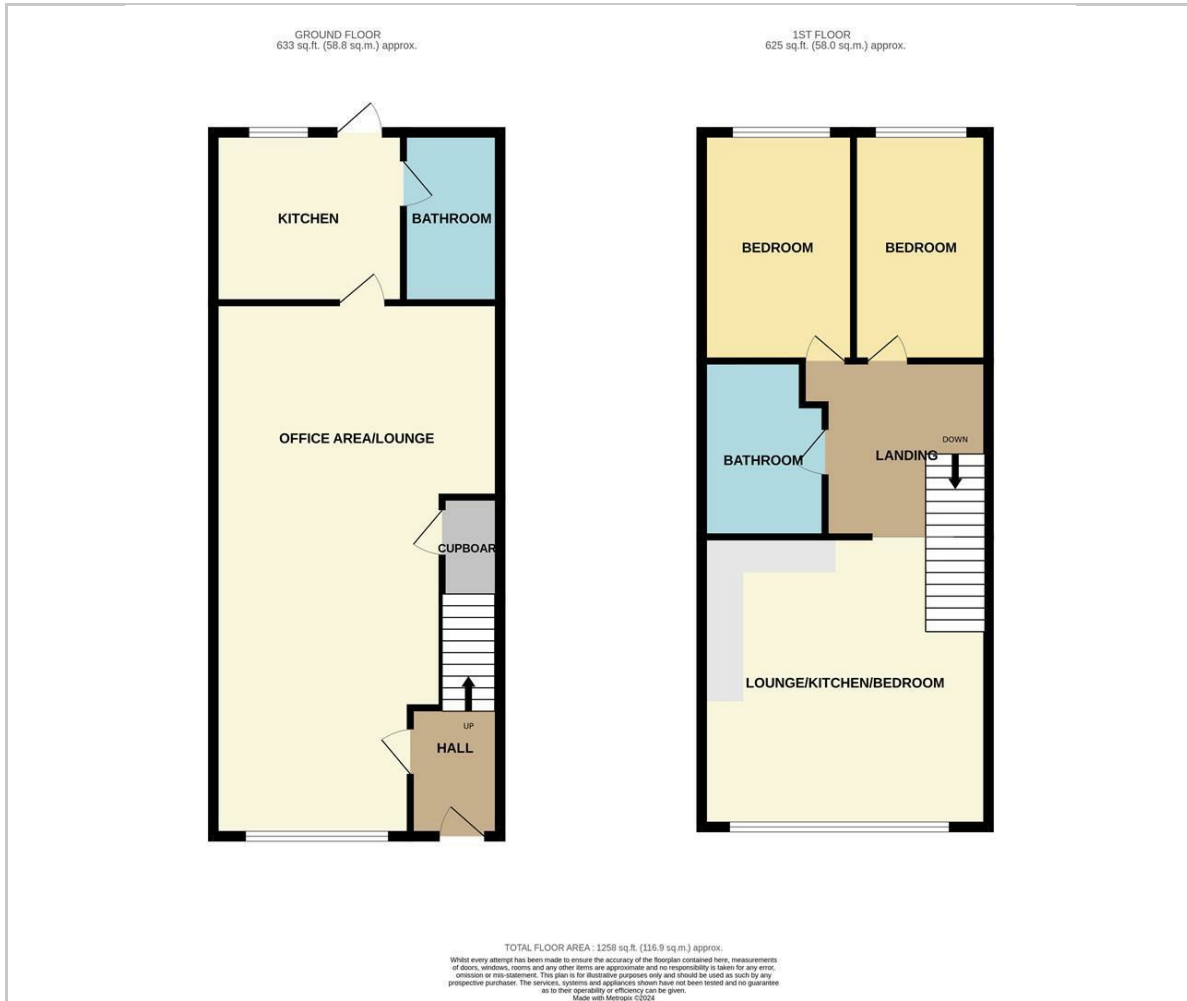 GROUND FLOOR
633 sq.ft. (58.8 sq.m.) approx.
KITCHEN
BATHROOM
OFFICE AREA/LOUNGE
CUPBOAR
UP
HALL
1ST FLOOR
625 sq.ft. (58.0 sq.m.) approx.
BEDROOM
BEDROOM
DOWN
LANDING
BATHROOM
LOUNGE/KITCHEN/BEDROOM
TOTAL FLOOR AREA : 1258 sq.ft. (116.9 sq.m.) approx.
Whilst every attempt has been made to ensure the accuracy of the floorplan contained here, measurements
of doors, windows, rooms and any other items are approximate and no responsibility is taken for any error,
omission or mis-statement. This plan is for illustrative purposes only and should be used as such by any
prospective purchaser. The services, systems and appliances shown have not been tested and no guarantee
as to their operability or efficiency can be given.
Made with Metropix ©2024